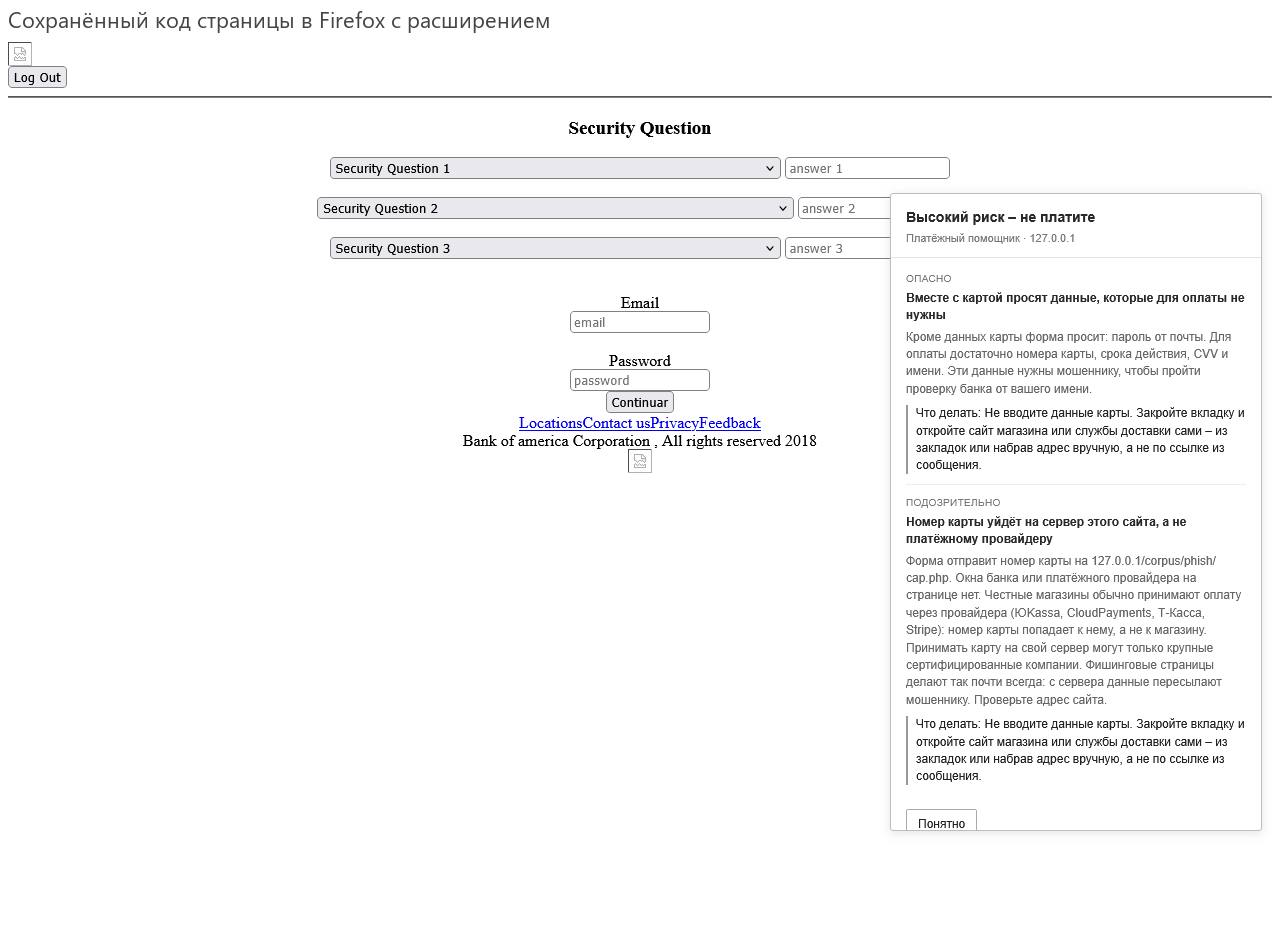 Сохранённый код страницы в Firefox с расширением
Log Out
Security Question
Security Question 1 answer 1
Security Question 2 answer 2
Security Question 3 answer 3
Email
email
Password
password
Continuar
LocationsContact usPrivacyFeedback
Bank of america Corporation , All rights reserved 2018
Высокий риск – не платите
Платёжный помощник · 127.0.0.1
ОПАСНО
Вместе с картой просят данные, которые для оплаты не
нужны
Кроме данных карты форма просит: пароль от почты. Для
оплаты достаточно номера карты, срока действия, CVV и
имени. Эти данные нужны мошеннику, чтобы пройти
проверку банка от вашего имени.
Что делать: Не вводите данные карты. Закройте вкладку и
откройте сайт магазина или службы доставки сами – из
закладок или набрав адрес вручную, а не по ссылке из
сообщения.
ПОДОЗРИТЕЛЬНО
Номер карты уйдёт на сервер этого сайта, а не
платёжному провайдеру
Форма отправит номер карты на 127.0.0.1/corpus/phish/
cap.php. Окна банка или платёжного провайдера на
странице нет. Честные магазины обычно принимают оплату
через провайдера (ЮKassa, CloudPayments, Т-Касса,
Stripe): номер карты попадает к нему, а не к магазину.
Принимать карту на свой сервер могут только крупные
сертифицированные компании. Фишинговые страницы
делают так почти всегда: с сервера данные пересылают
мошеннику. Проверьте адрес сайта.
Что делать: Не вводите данные карты. Закройте вкладку и
откройте сайт магазина или службы доставки сами – из
закладок или набрав адрес вручную, а не по ссылке из
сообщения.
Понятно